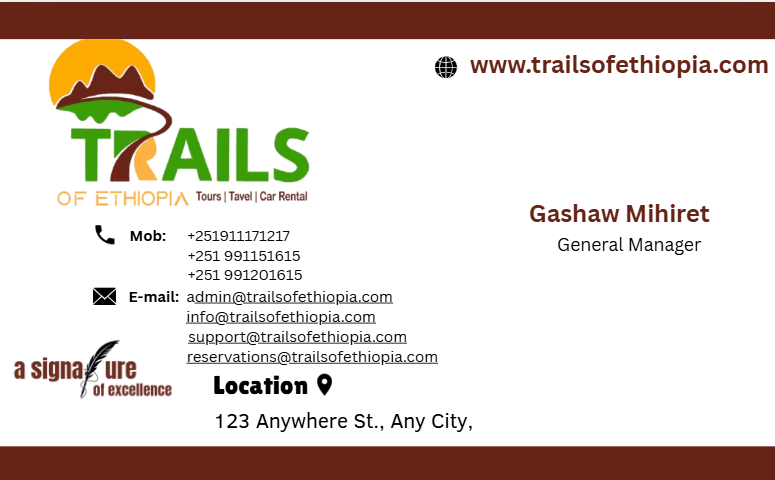 www.trailsofethiopia.com
TRAILS
OF ETHIOPIA Tours | Tavel | Car Rental
Gashaw Mihiret
General Manager
Mob: +251911171217
+251 991151615
+251 991201615
E-mail: admin@trailsofethiopia.com
info@trailsofethiopia.com
support@trailsofethiopia.com
reservations@trailsofethiopia.com
a signature
of excellence
Location
123 Anywhere St., Any City,